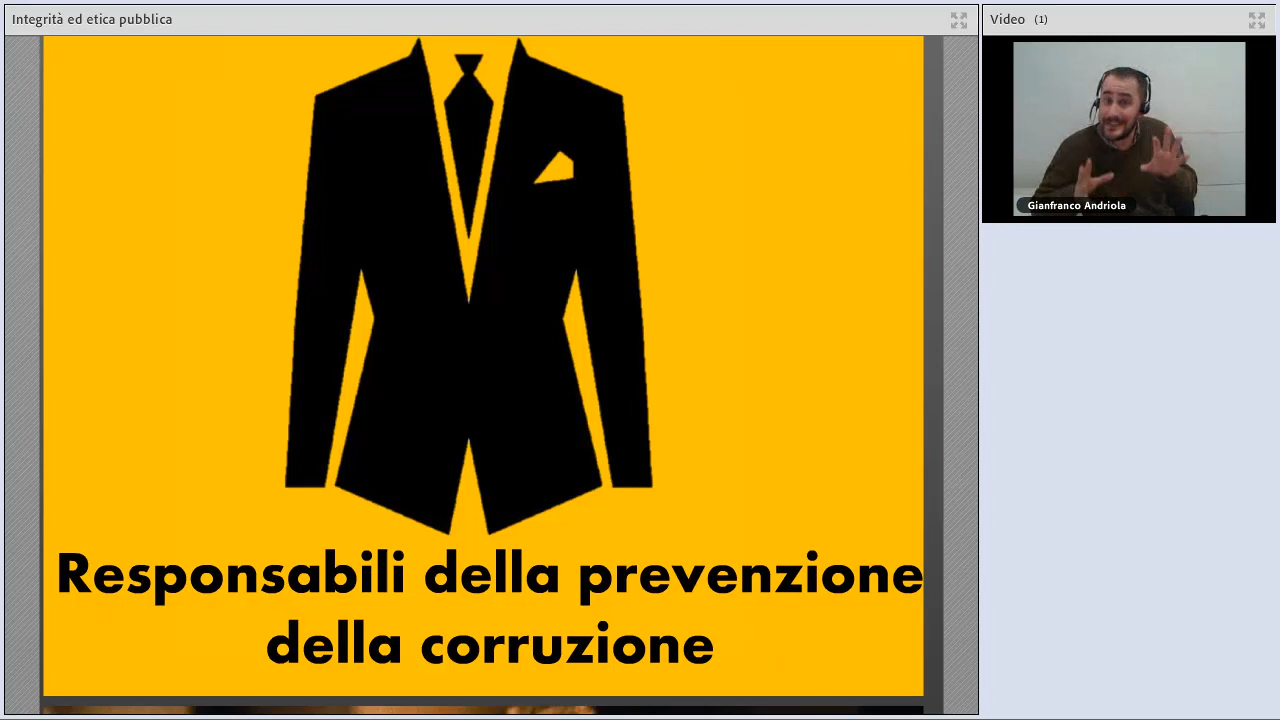 Integrità ed etica pubblica
Video (1)
Gianfranco Andriola
Responsabili della prevenzione
della corruzione